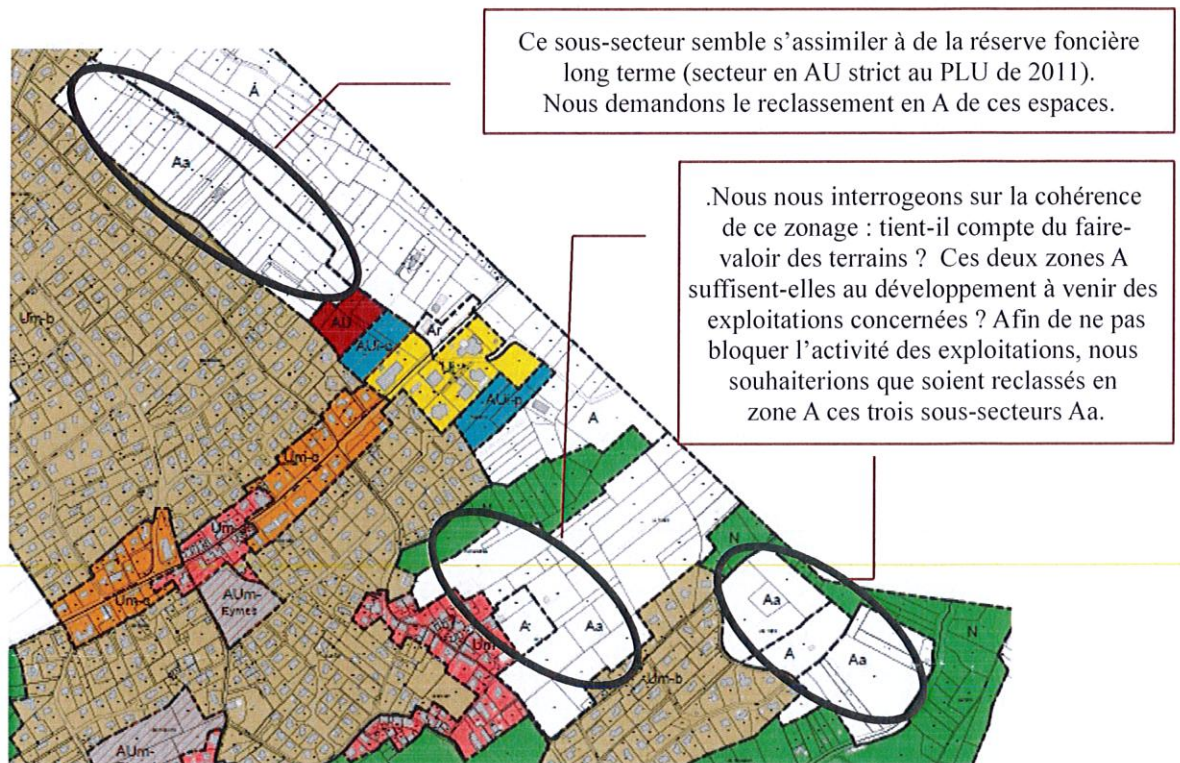 Ce sous-secteur semble s’assimiler à de la réserve foncière
long terme (secteur en AU strict au PLU de 2011).
Nous demandons le reclassement en A de ces espaces.
.Nous nous interrogeons sur la cohérence
de ce zonage : tient-il compte du faire-
valoir des terrains ? Ces deux zones A
suffisent-elles au développement à venir des
exploitations concernées ? Afin de ne pas
bloquer l’activité des exploitations, nous
souhaiterions que soient reclassés en
zone A ces trois sous-secteurs Aa.
A
Aa
Um-b
AU
Ar
A
Um-a
AUm-
Eymes
N
N
Aa
A
Aa
A
Aa
N
Um-b
AUm-